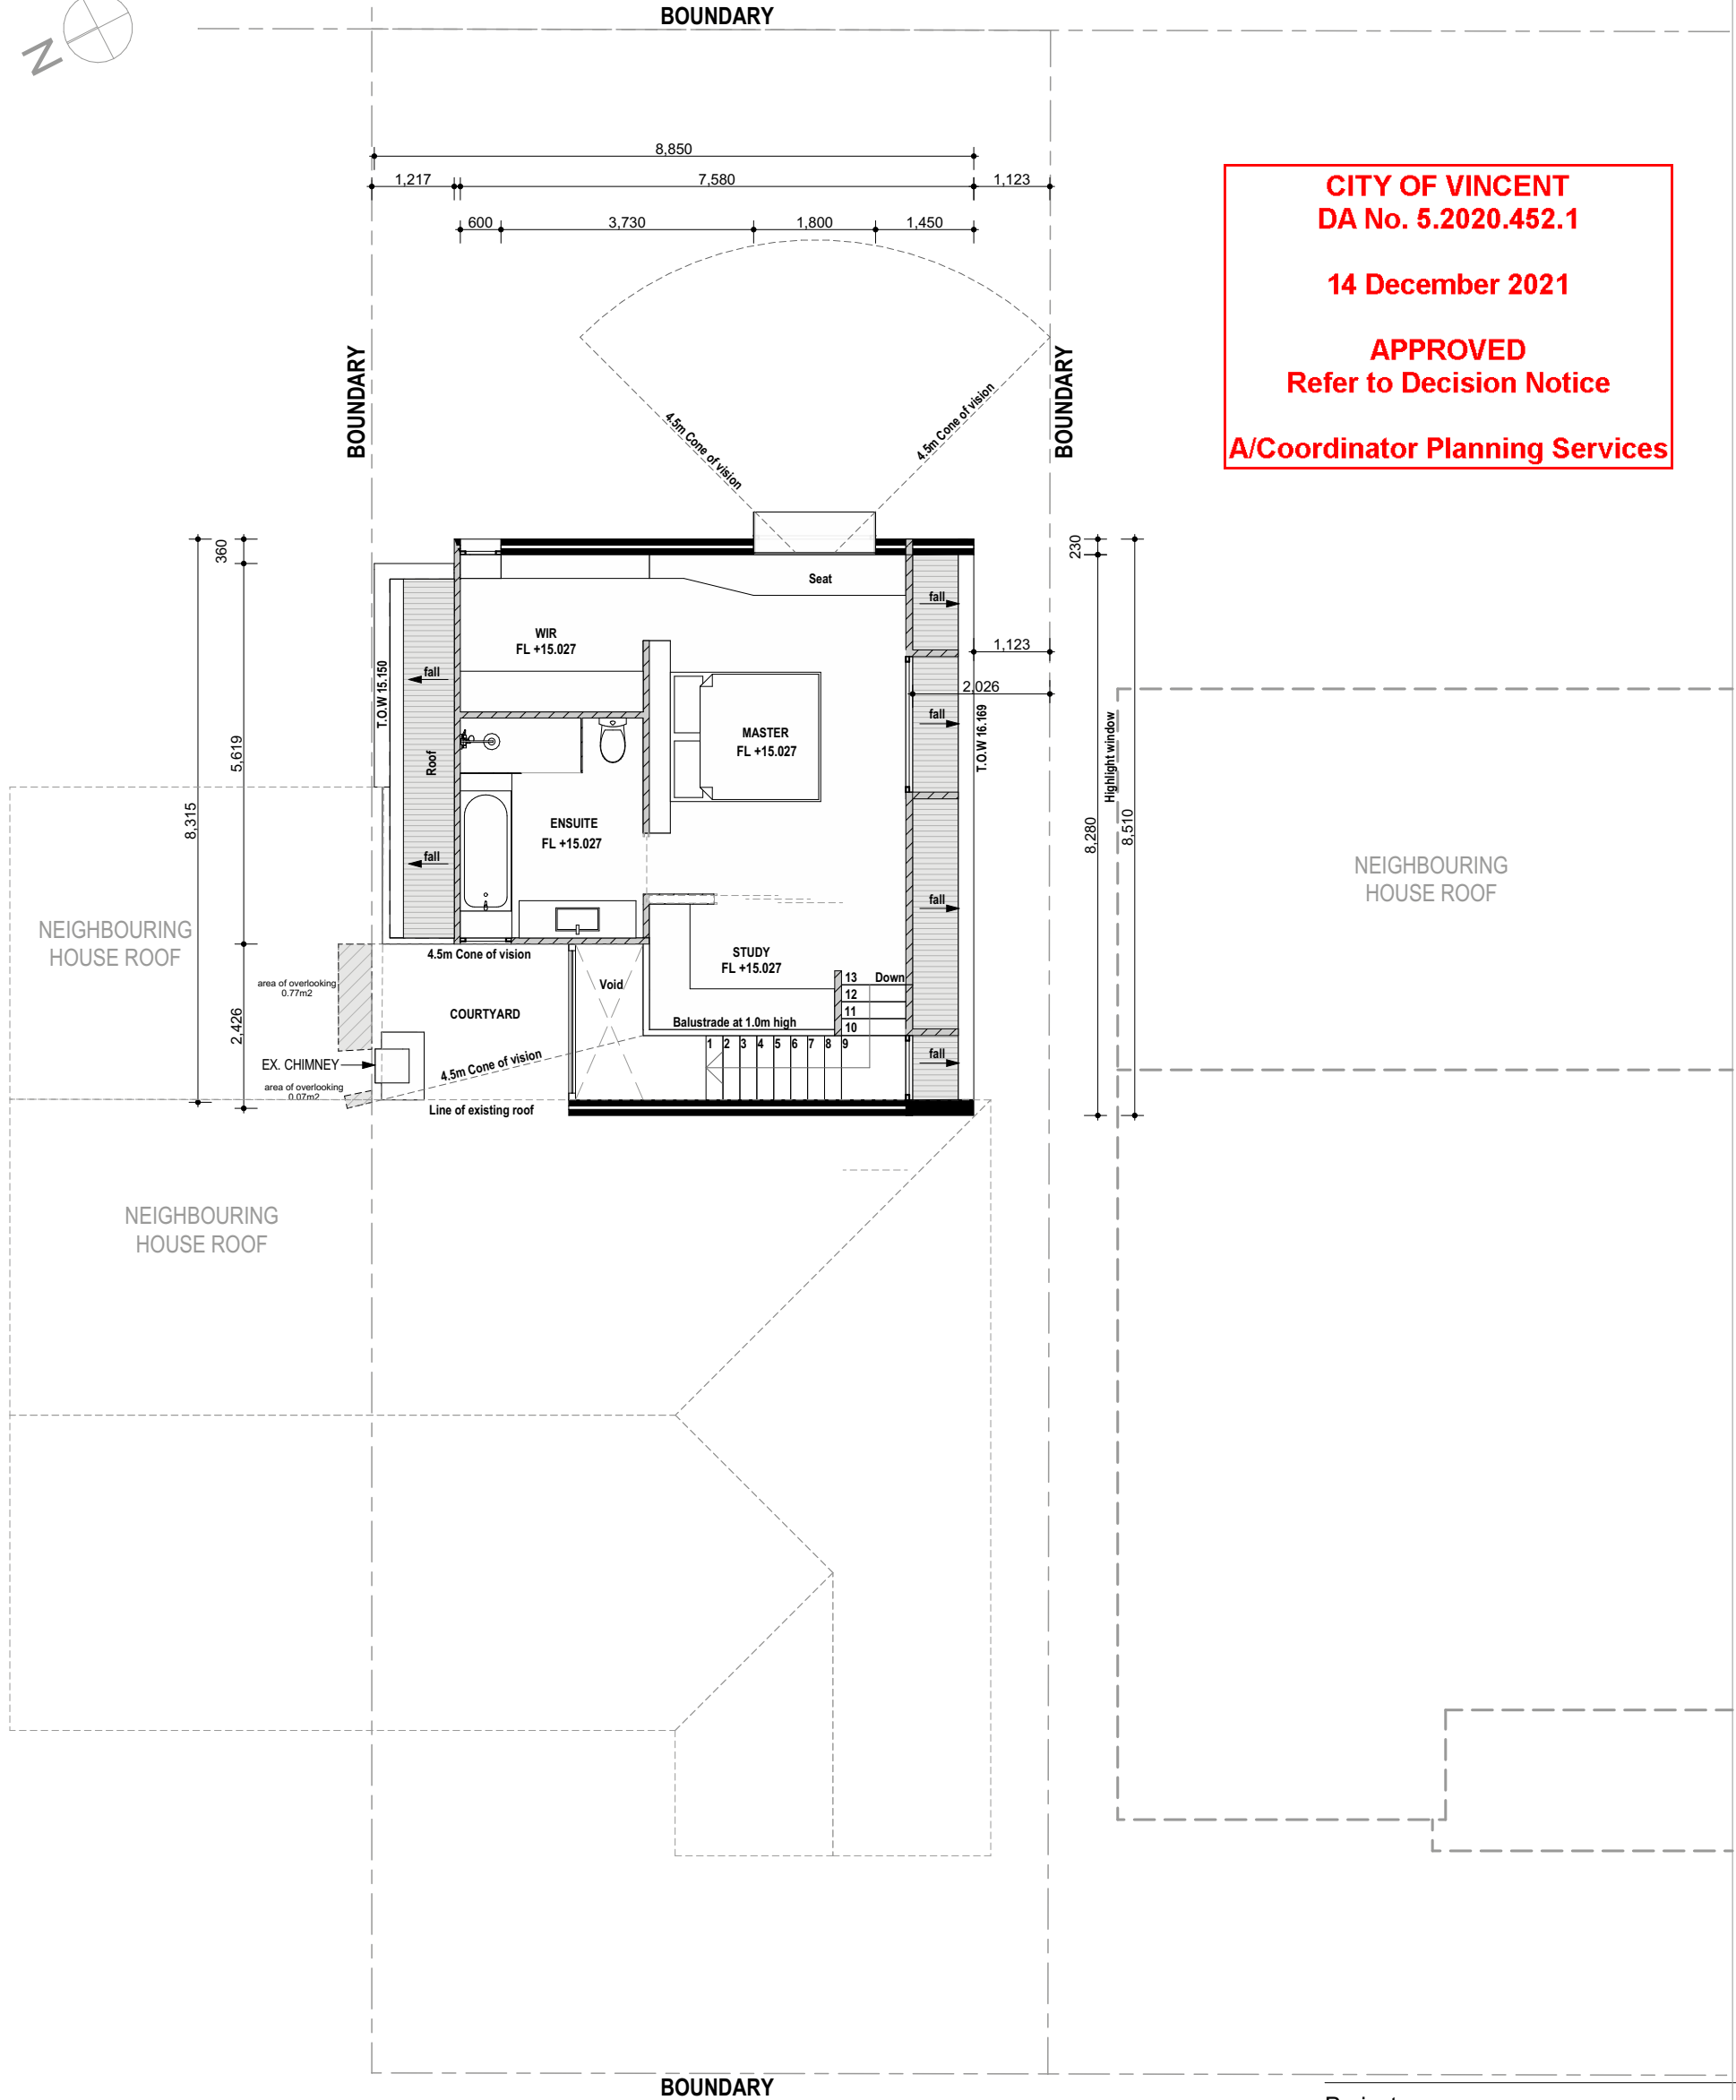 BOUNDARY
N
8,850
1,217
7,580
1,123
600
3,730
1,800
1,450
CITY OF VINCENT
DA No. 5.2020.452.1
14 December 2021
APPROVED
Refer to Decision Notice
A/Coordinator Planning Services
BOUNDARY
BOUNDARY
4.5m Cone of vision
4.5m Cone of vision
360
230
Seat
fall
WIR
FL +15.027
1,123
fall
2,026
T.O.W 15.150
fall
T.O.W 16.169
Highlight window
MASTER
FL +15.027
5,619
Roof
8,315
8,280
8,510
ENSUITE
FL +15.027
fall
NEIGHBOURING
HOUSE ROOF
fall
NEIGHBOURING
HOUSE ROOF
4.5m Cone of vision
STUDY
FL +15.027
area of overlooking
0.77m2
Void
13 Down
12
11
10
COURTYARD
Balustrade at 1.0m high
2,426
1 2 3 4 5 6 7 8 9
fall
EX. CHIMNEY
4.5m Cone of vision
area of overlooking
0.07m2
Line of existing roof
NEIGHBOURING
HOUSE ROOF
BOUNDARY